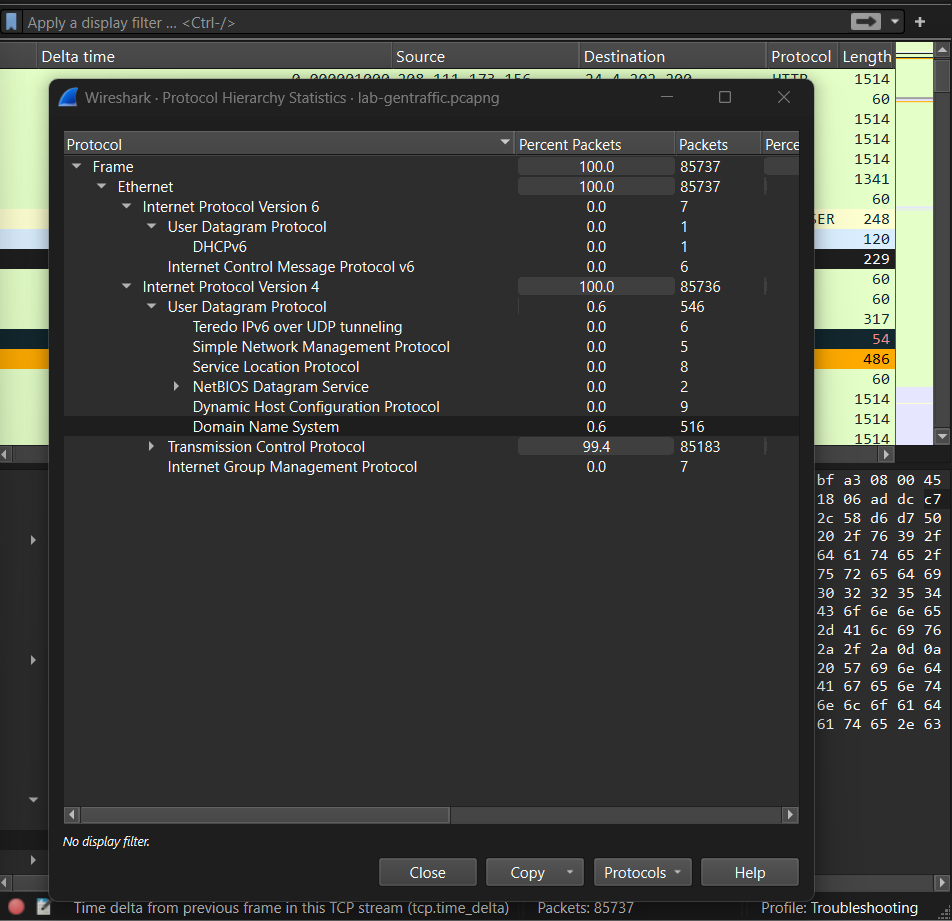 Apply a display filter ... <Ctrl-/>
Delta time Source Destination Protocol Length
1514
Wireshark · Protocol Hierarchy Statistics · lab-gentraffic.pcapng
60
1514
1514
Protocol Percent Packets Packets Perce
1514
Frame 100.0 85737
1341
Ethernet 100.0 85737
60
Internet Protocol Version 6 0.0 7
SER 248
User Datagram Protocol 0.0 1
120
DHCPv6 0.0 1
229
Internet Control Message Protocol v6 0.0 6
60
Internet Protocol Version 4 100.0 85736
60
User Datagram Protocol 0.6 546
317
Teredo IPv6 over UDP tunneling 0.0 6
54
Simple Network Management Protocol 0.0 5
486
Service Location Protocol 0.0 8
60
NetBIOS Datagram Service 0.0 2
1514
Dynamic Host Configuration Protocol 0.0 9
1514
Domain Name System 0.6 516
1514
Transmission Control Protocol 99.4 85183
Internet Group Management Protocol 0.0 7
bf a3 08 00 45
18 06 ad dc c7
2c 58 d6 d7 50
20 2f 76 39 2f
64 61 74 65 2f
75 72 65 64 69
30 32 32 35 34
43 6f 6e 6e 65
2d 41 6c 69 76
2a 2f 2a 0d 0a
20 57 69 6e 64
41 67 65 6e 74
6e 6c 6f 61 64
61 74 65 2e 63
No display filter.
Close Copy Protocols Help
Time delta from previous frame in this TCP stream (tcp.time_delta) Packets: 85737 Profile: Troubleshooting